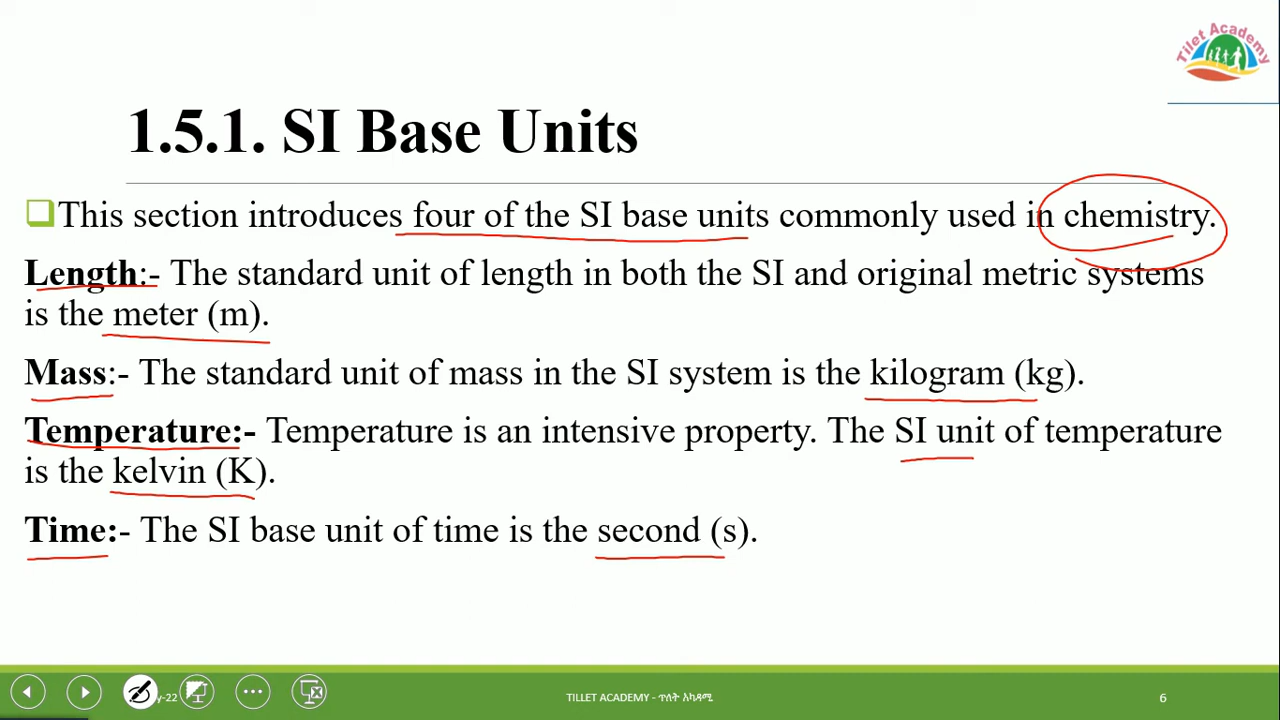 Tilet Academy
1.5.1. SI Base Units
This section introduces four of the SI base units commonly used in chemistry.
Length:- The standard unit of length in both the SI and original metric systems
is the meter (m).
Mass:- The standard unit of mass in the SI system is the kilogram (kg).
Temperature:- Temperature is an intensive property. The SI unit of temperature
is the kelvin (K).
Time:- The SI base unit of time is the second (s).
y-22
TILLET ACADEMY - ጥለት አካዳሚ
6